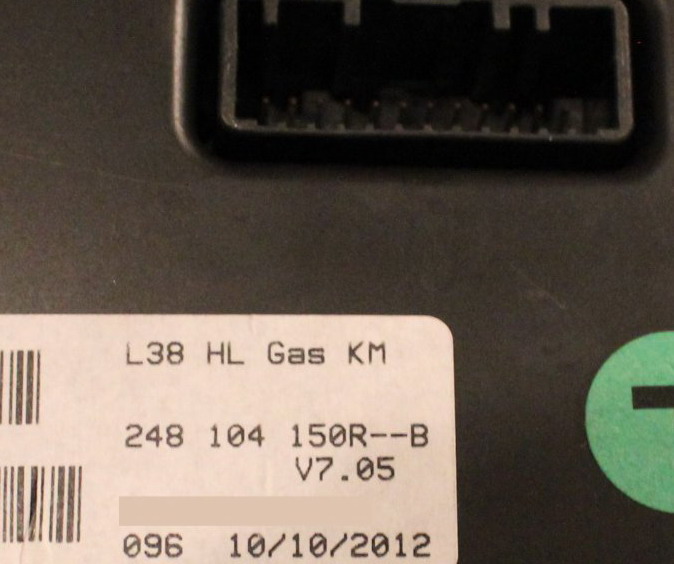 L38 HL Gas KM
248 104 150R--B
V7.05
096 10/10/2012